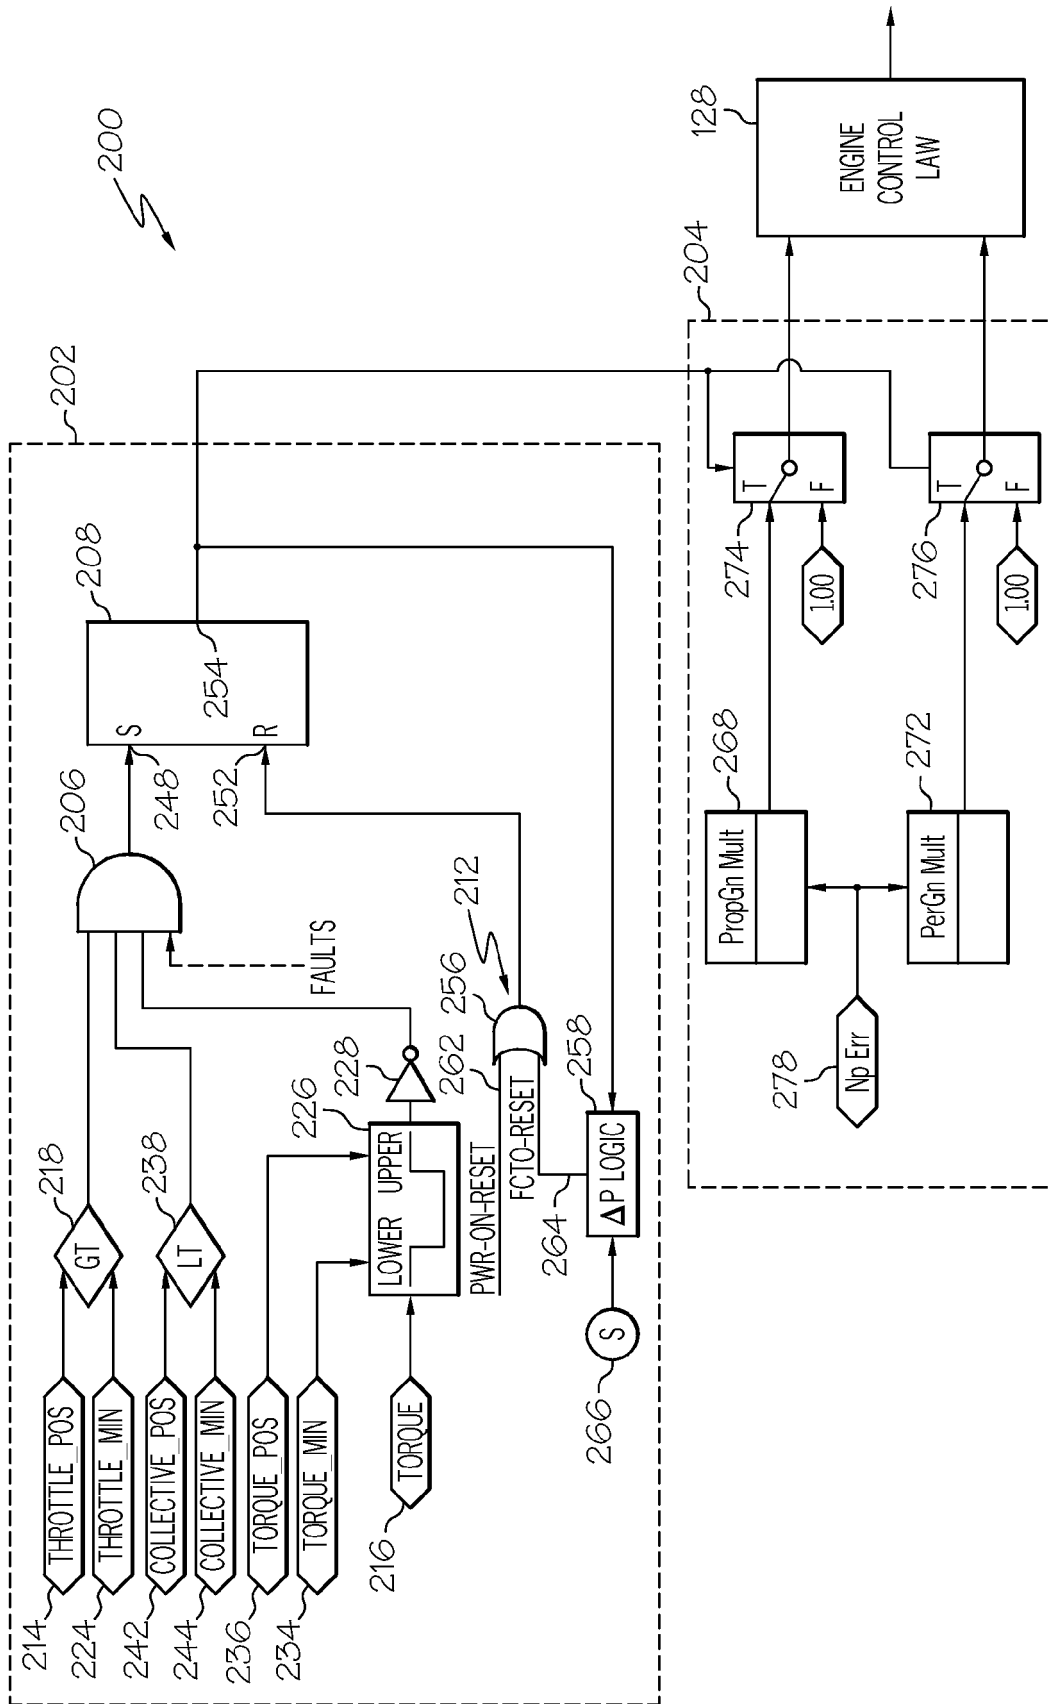 200
202
214
THROTTLE_POS
224
THROTTLE_MIN
GT
218
242
COLLECTIVE_POS
244
COLLECTIVE_MIN
LT
238
236
TORQUE_POS
234
TORQUE_MIN
216
TORQUE
LOWER UPPER
226
228
FAULTS
206
248
S
208
252
R
254
PWR-ON-RESET
262
FCTO-RESET
256
212
264
ΔP LOGIC
258
266
S
204
278
Np Err
PropGn Mult
268
PerGn Mult
272
274
T
F
1.00
276
T
F
1.00
128
ENGINE
CONTROL
LAW